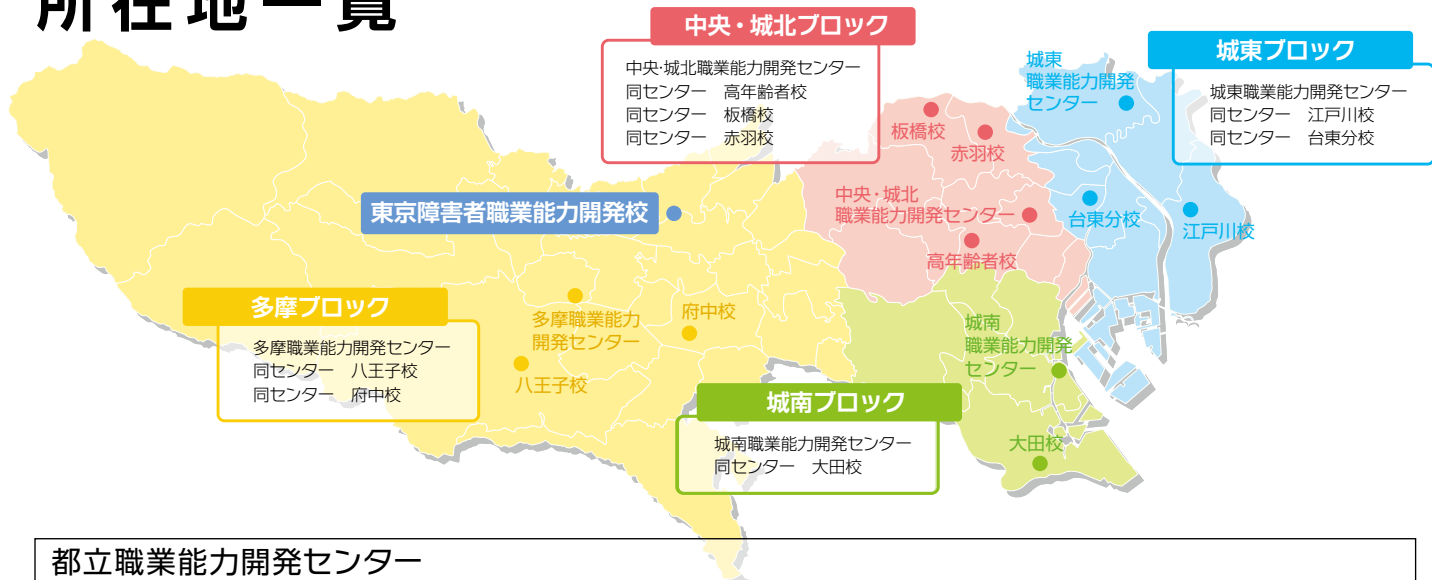 所在地一覧
中央・城北ブロック
中央・城北職業能力開発センター
同センター　高年齢者校
同センター　板橋校
同センター　赤羽校
城東ブロック
城東職業能力開発センター
同センター　江戸川校
同センター　台東分校
城東
職業能力開発
センター
板橋校
赤羽校
中央・城北
職業能力開発センター
高年齢者校
台東分校
江戸川校
東京障害者職業能力開発校
多摩ブロック
多摩職業能力開発センター
同センター　八王子校
同センター　府中校
多摩職業能力
開発センター
府中校
八王子校
城南
職業能力開発
センター
大田校
城南ブロック
城南職業能力開発センター
同センター　大田校
都立職業能力開発センター